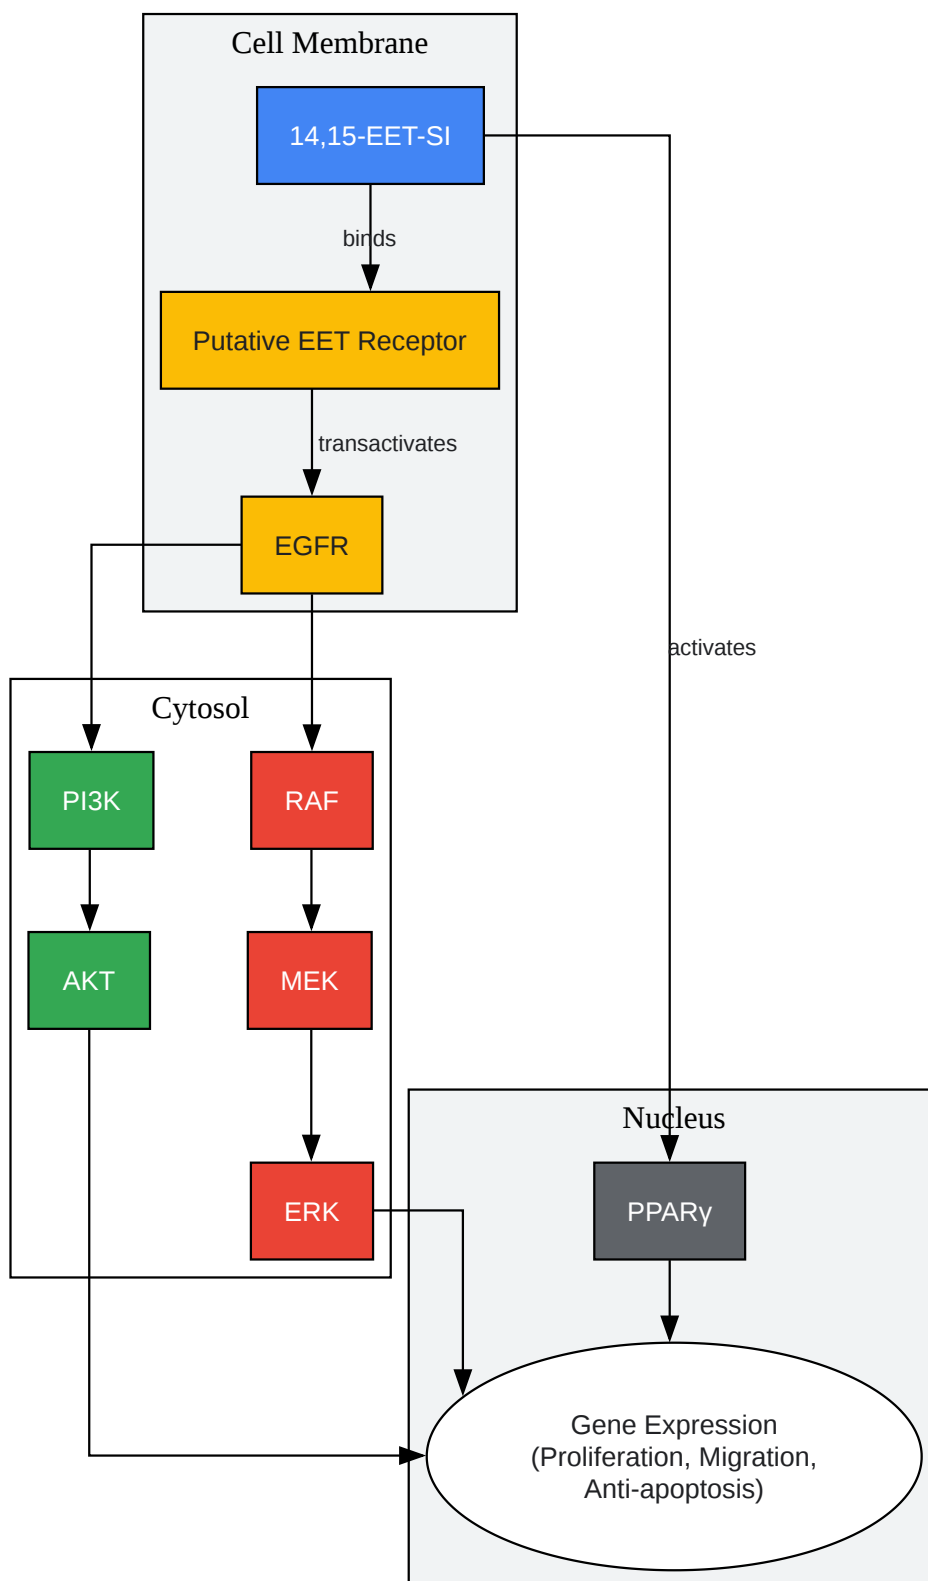 Cell Membrane
14,15-EET-SI
binds
Putative EET Receptor
transactivates
EGFR
activates
Cytosol
PI3K
RAF
AKT
MEK
Nucleus
ERK
PPARγ
Gene Expression
(Proliferation, Migration,
Anti-apoptosis)